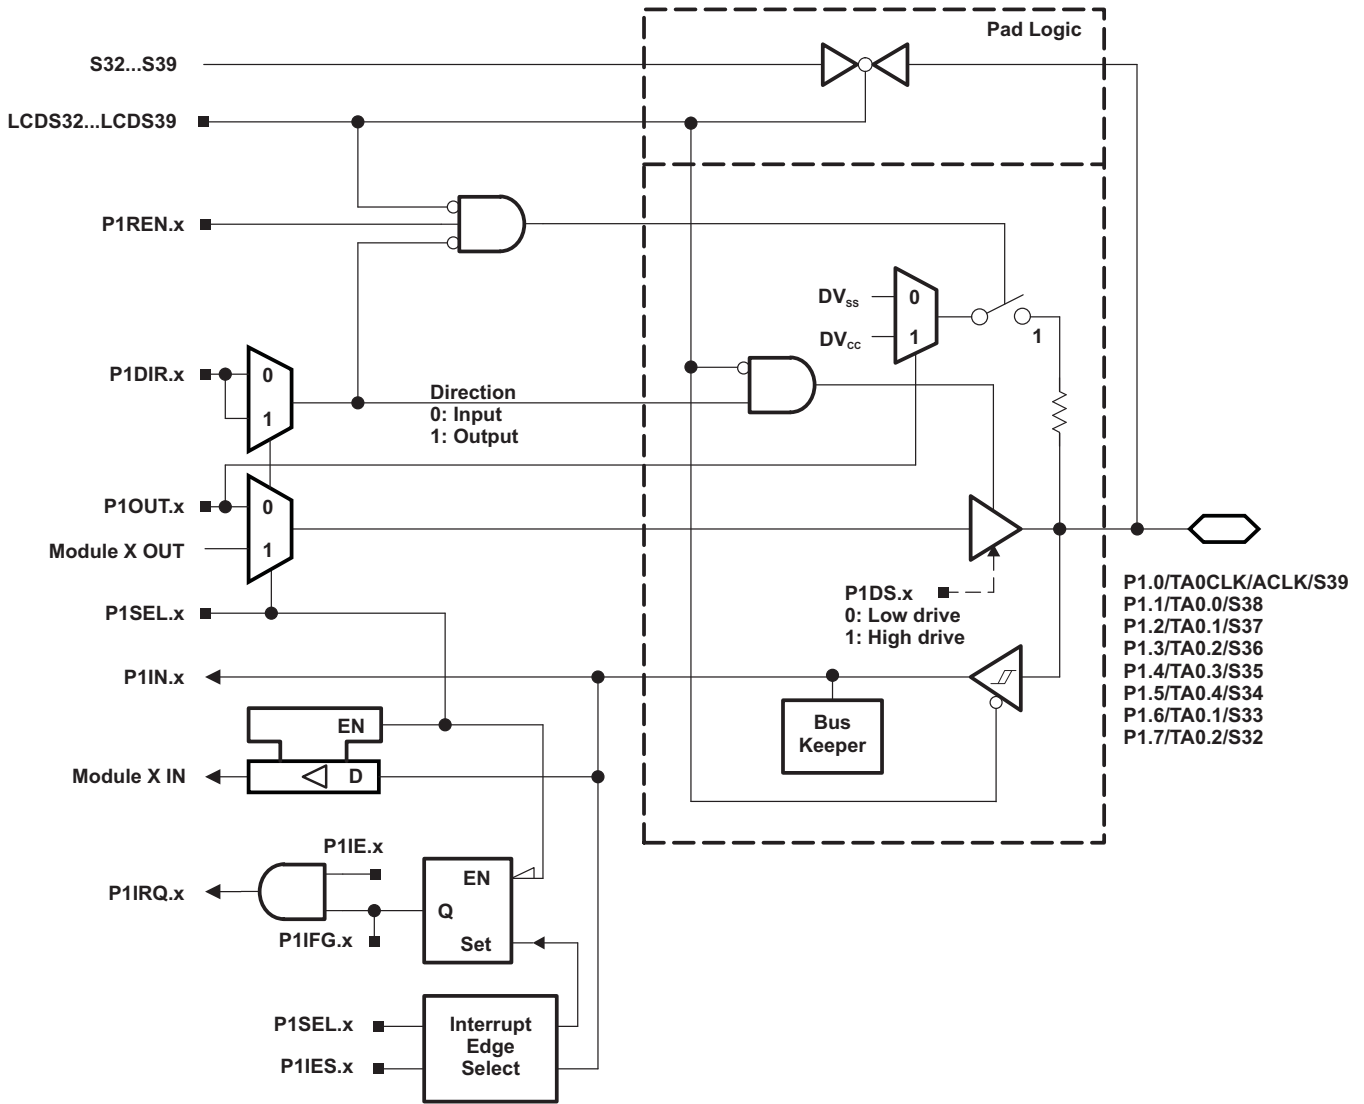 Pad Logic
S32...S39
LCDS32...LCDS39
P1REN.x
DVSS
0
DVCC
1
1
P1DIR.x
0
1
Direction
0: Input
1: Output
P1OUT.x
0
Module X OUT
1
P1SEL.x
P1DS.x
0: Low drive
1: High drive
P1.0/TA0CLK/ACLK/S39
P1.1/TA0.0/S38
P1.2/TA0.1/S37
P1.3/TA0.2/S36
P1.4/TA0.3/S35
P1.5/TA0.4/S34
P1.6/TA0.1/S33
P1.7/TA0.2/S32
P1IN.x
Bus
Keeper
EN
Module X IN
D
P1IE.x
EN
P1IRQ.x
Q
P1IFG.x
Set
P1SEL.x
P1IES.x
Interrupt
Edge
Select